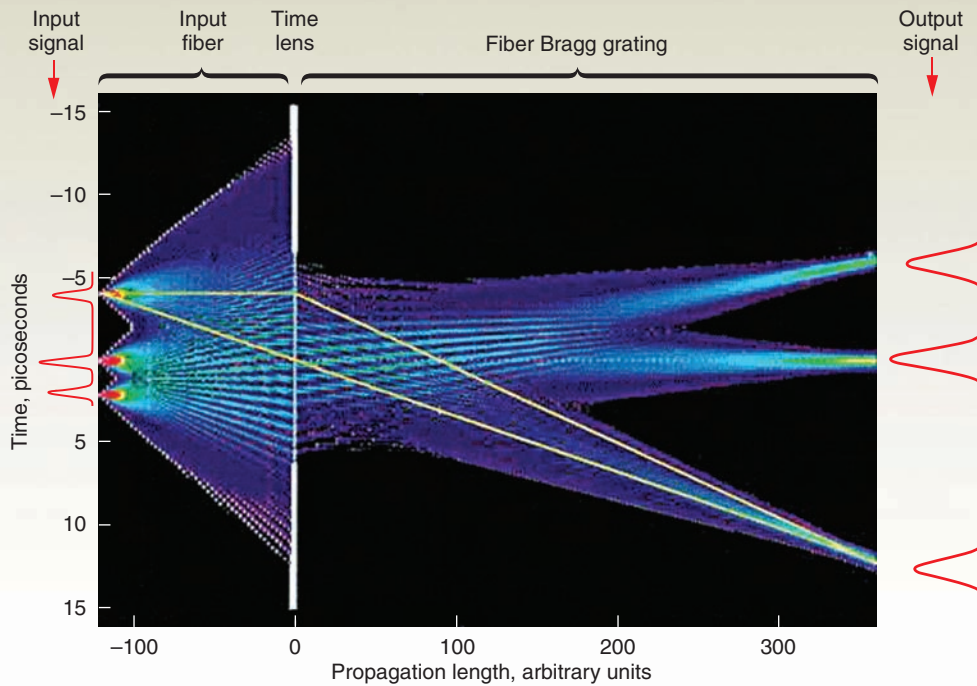 Input
signal
Input
fiber
Time
lens
Fiber Bragg grating
Output
signal
Time, picoseconds
–15
–10
–5
5
10
15
–100
0
100
200
300
Propagation length, arbitrary units